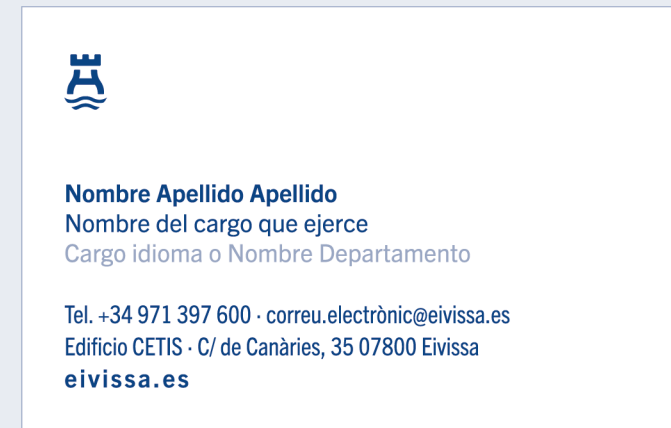 Nombre Apellido Apellido
Nombre del cargo que ejerce
Cargo idioma o Nombre Departamento
Tel. +34 971 397 600 · correu.electrònic@eivissa.es
Edificio CETIS · C/ de Canàries, 35 07800 Eivissa
eivissa.es